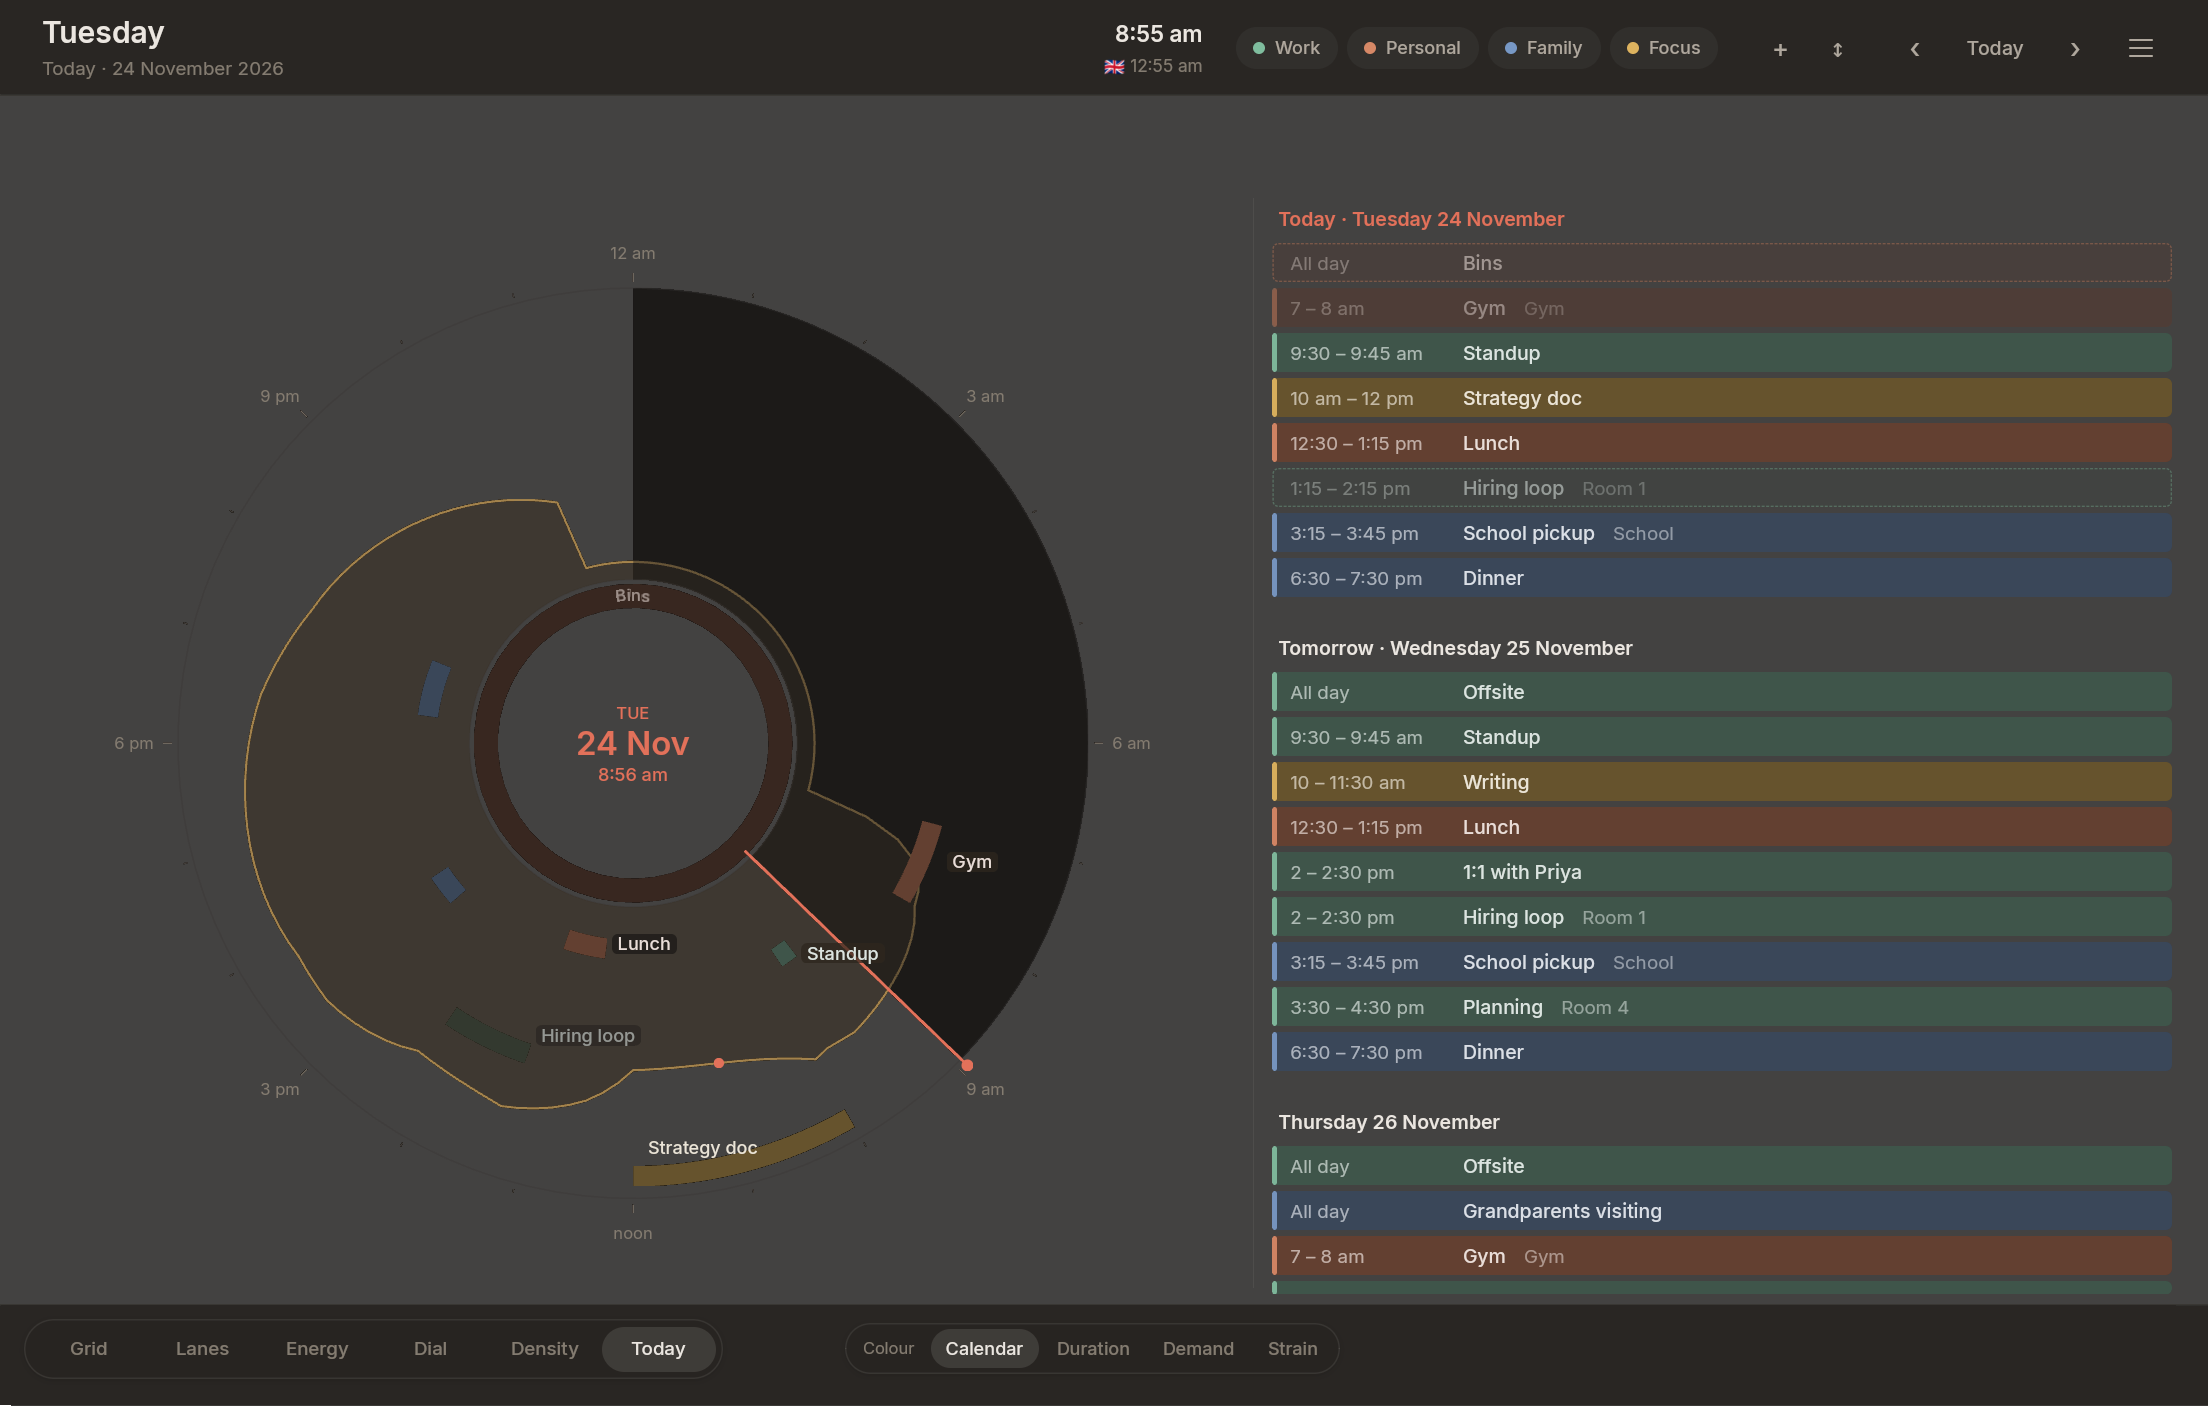 Tuesday
Today · 24 November 2026
8:55 am
12:55 am
Work
Personal
Family
Focus
+
Today
12 am
3 am
6 am
9 am
noon
3 pm
6 pm
9 pm
Bins
TUE
24 Nov
8:56 am
Gym
Standup
Lunch
Hiring loop
Strategy doc
Today · Tuesday 24 November
All day Bins
7 – 8 am Gym Gym
9:30 – 9:45 am Standup
10 am – 12 pm Strategy doc
12:30 – 1:15 pm Lunch
1:15 – 2:15 pm Hiring loop Room 1
3:15 – 3:45 pm School pickup School
6:30 – 7:30 pm Dinner
Tomorrow · Wednesday 25 November
All day Offsite
9:30 – 9:45 am Standup
10 – 11:30 am Writing
12:30 – 1:15 pm Lunch
2 – 2:30 pm 1:1 with Priya
2 – 2:30 pm Hiring loop Room 1
3:15 – 3:45 pm School pickup School
3:30 – 4:30 pm Planning Room 4
6:30 – 7:30 pm Dinner
Thursday 26 November
All day Offsite
All day Grandparents visiting
7 – 8 am Gym Gym
Grid
Lanes
Energy
Dial
Density
Today
Colour
Calendar
Duration
Demand
Strain